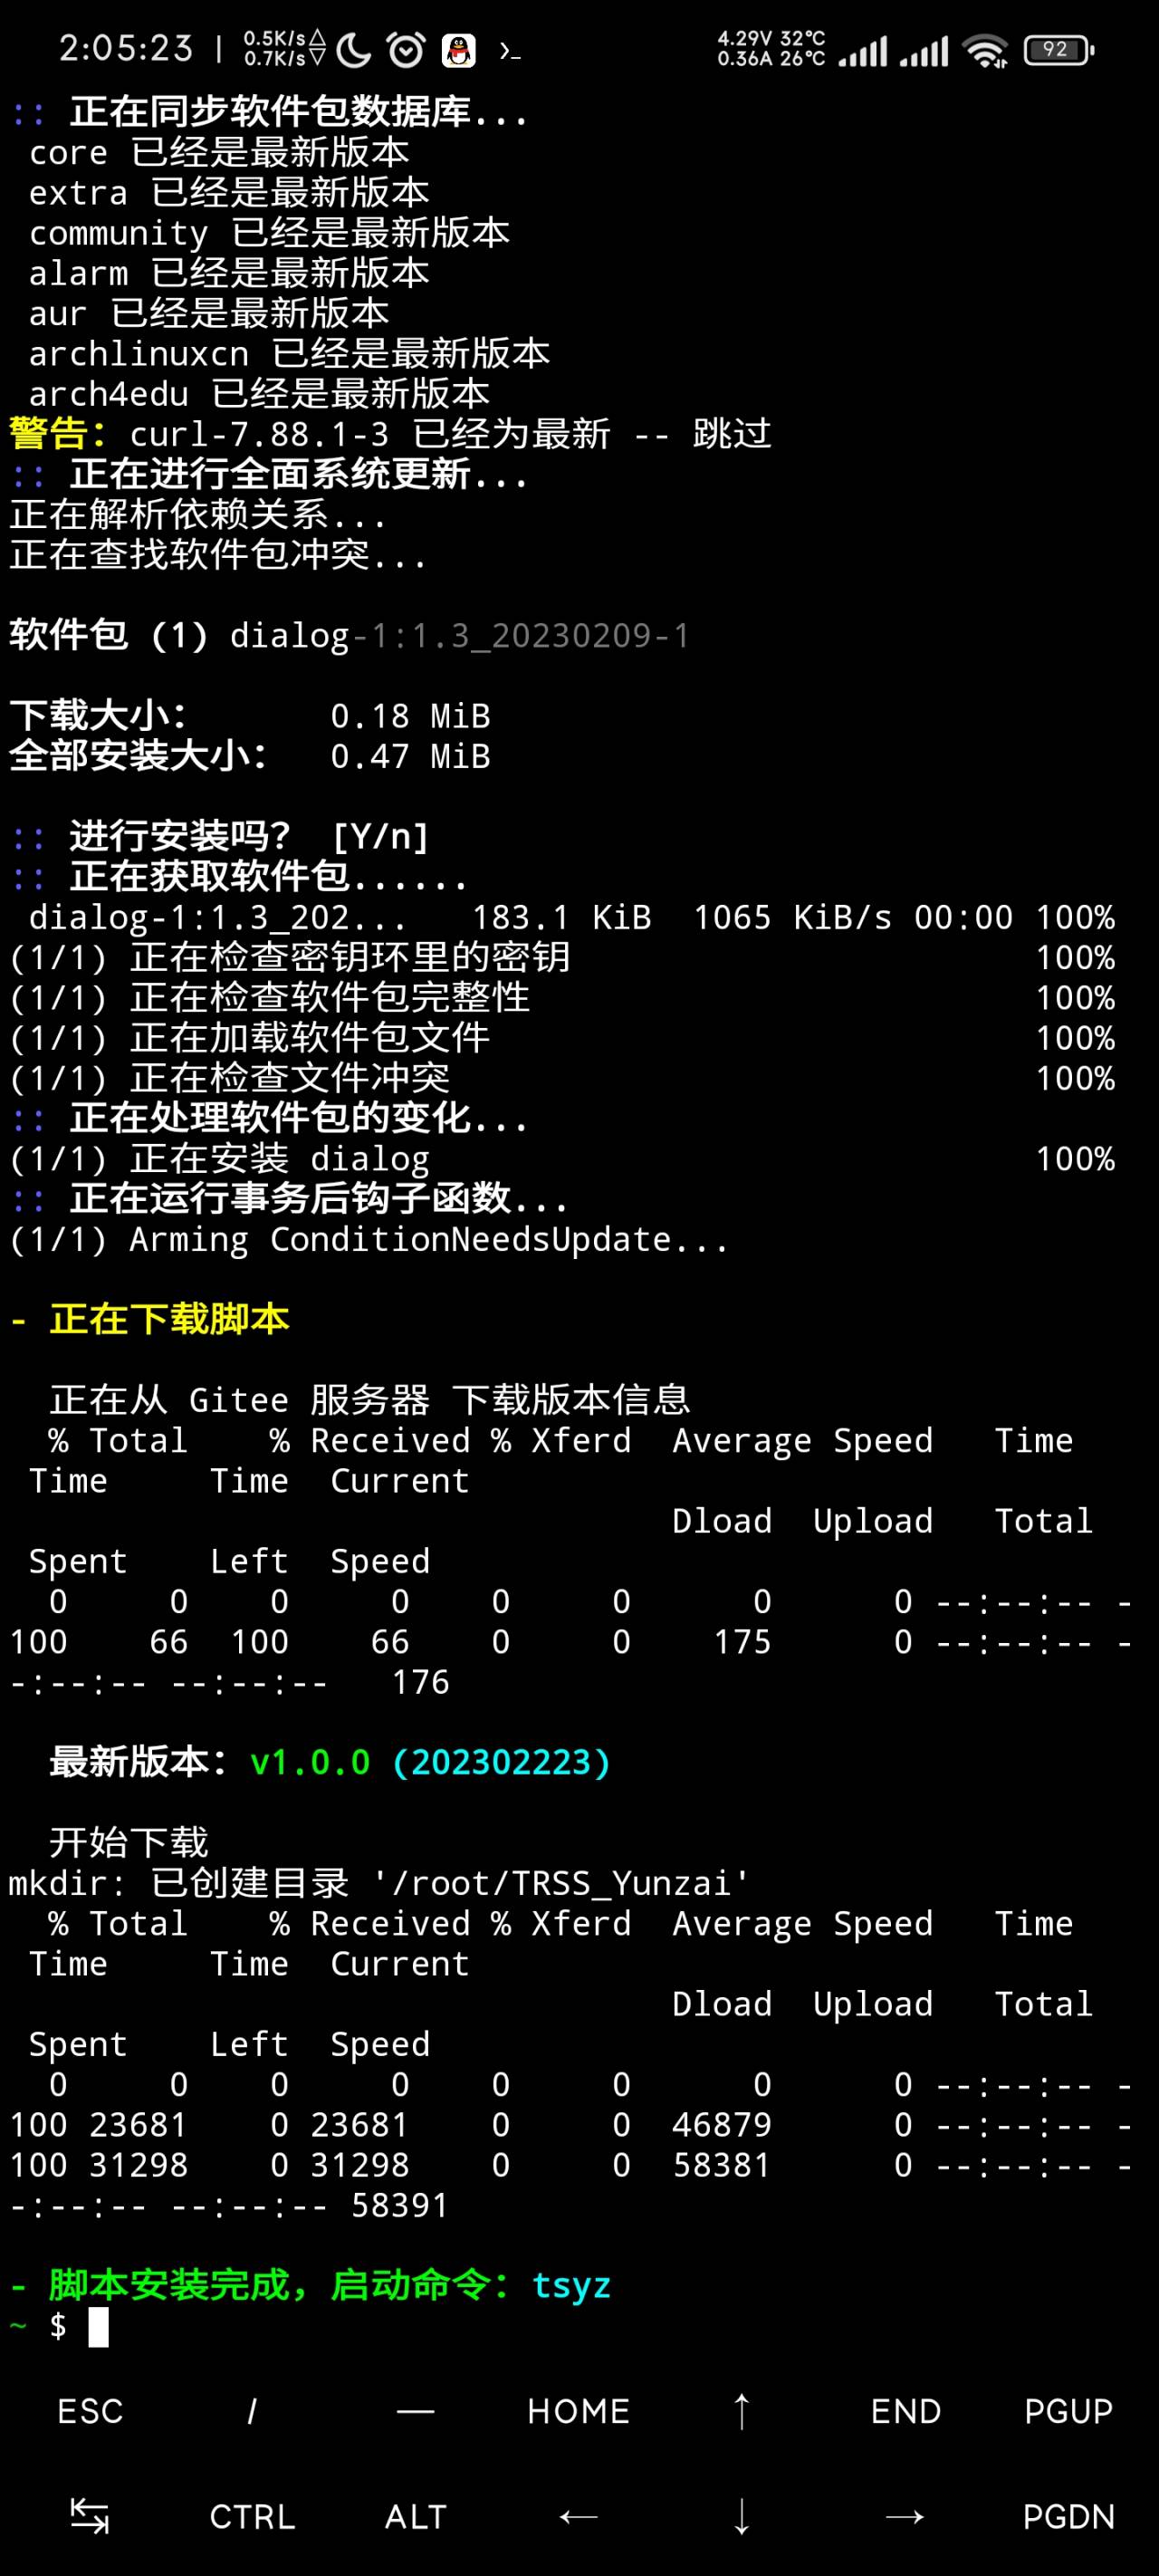 2:05:23 | 0.5K/s 0.7K/s >_ 4.29V 32℃ 0.36A 26℃ 92
:: 正在同步软件包数据库...
core 已经是最新版本
extra 已经是最新版本
community 已经是最新版本
alarm 已经是最新版本
aur 已经是最新版本
archlinuxcn 已经是最新版本
arch4edu 已经是最新版本
警告：curl-7.88.1-3 已经为最新 -- 跳过
:: 正在进行全面系统更新...
正在解析依赖关系...
正在查找软件包冲突...
软件包 (1) dialog-1:1.3_20230209-1
下载大小： 0.18 MiB
全部安装大小： 0.47 MiB
:: 进行安装吗？ [Y/n]
:: 正在获取软件包......
dialog-1:1.3_202... 183.1 KiB 1065 KiB/s 00:00 100%
(1/1) 正在检查密钥环里的密钥 100%
(1/1) 正在检查软件包完整性 100%
(1/1) 正在加载软件包文件 100%
(1/1) 正在检查文件冲突 100%
:: 正在处理软件包的变化...
(1/1) 正在安装 dialog 100%
:: 正在运行事务后钩子函数...
(1/1) Arming ConditionNeedsUpdate...
- 正在下载脚本
正在从 Gitee 服务器 下载版本信息
% Total % Received % Xferd Average Speed Time
Time Time Current
Dload Upload Total
Spent Left Speed
0 0 0 0 0 0 0 0 --:--:-- -
100 66 100 66 0 0 175 0 --:--:-- -
-:--:-- --:--:-- 176
最新版本：v1.0.0 (202302223)
开始下载
mkdir: 已创建目录 '/root/TRSS_Yunzai'
% Total % Received % Xferd Average Speed Time
Time Time Current
Dload Upload Total
Spent Left Speed
0 0 0 0 0 0 0 0 --:--:-- -
100 23681 0 23681 0 0 46879 0 --:--:-- -
100 31298 0 31298 0 0 58381 0 --:--:-- -
-:--:-- --:--:-- 58391
- 脚本安装完成，启动命令：tsyz
~ $
ESC / — HOME ↑ END PGUP
↹ CTRL ALT ← ↓ → PGDN